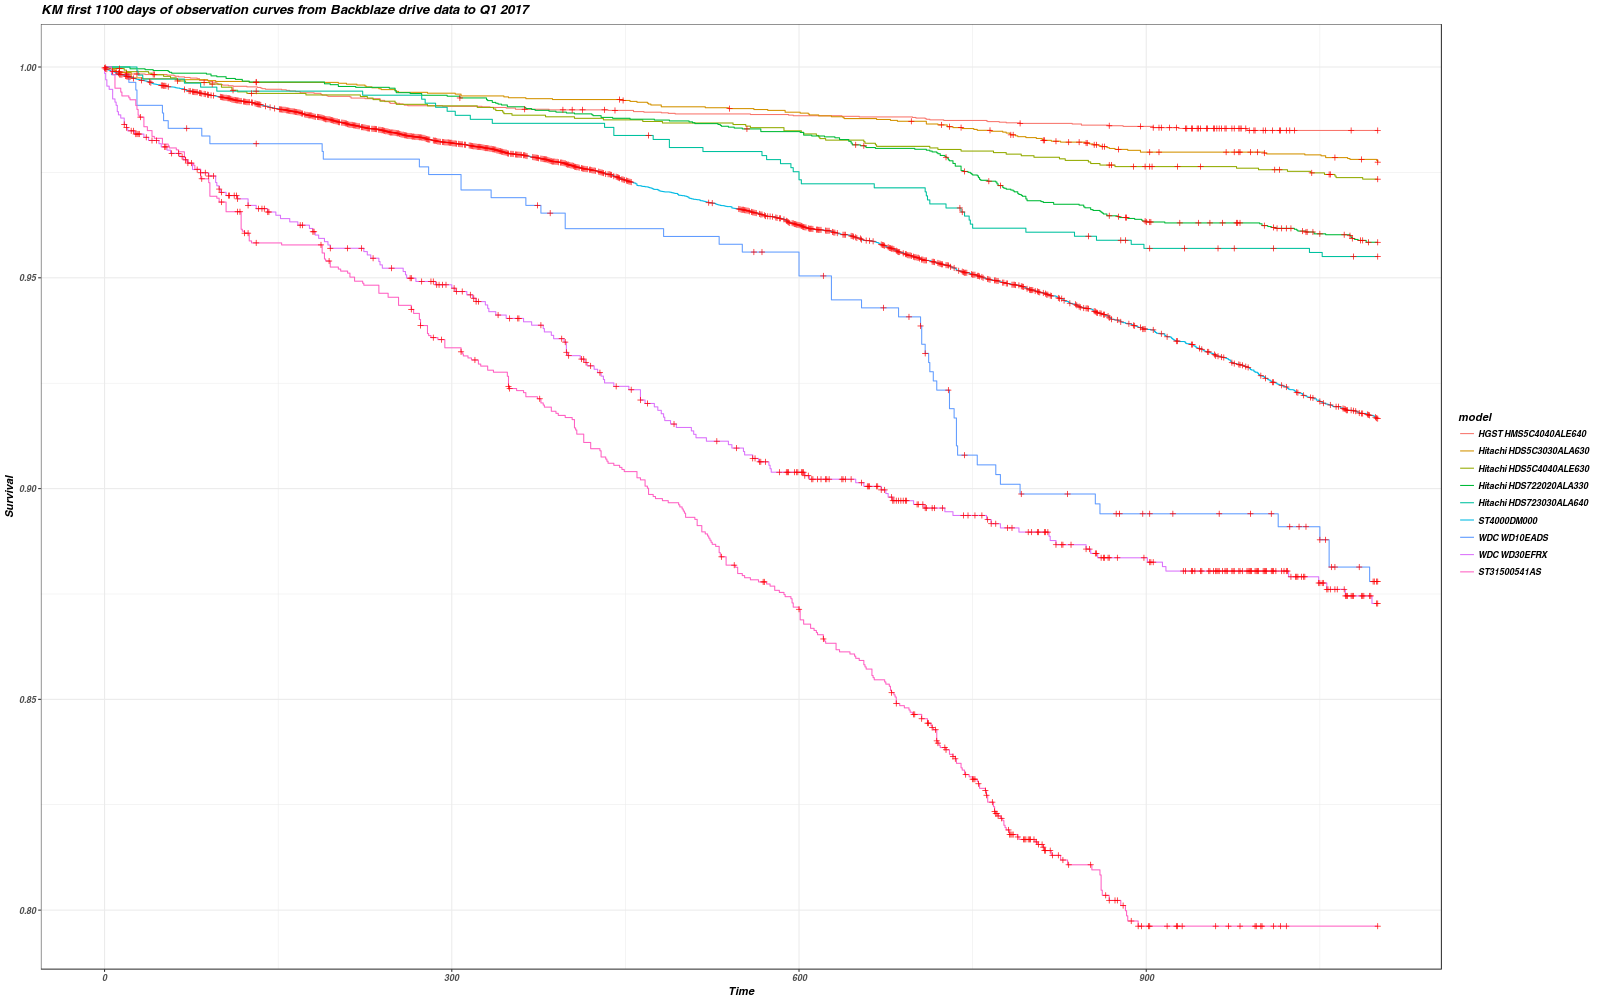 KM first 1100 days of observation curves from Backblaze drive data to Q1 2017
1.00
0.95
0.90
0.85
0.80
Survival
0
300
600
900
Time
model
HGST HMS5C4040ALE640
Hitachi HDS5C3030ALA630
Hitachi HDS5C4040ALE630
Hitachi HDS722020ALA330
Hitachi HDS723030ALA640
ST4000DM000
WDC WD10EADS
WDC WD30EFRX
ST31500541AS